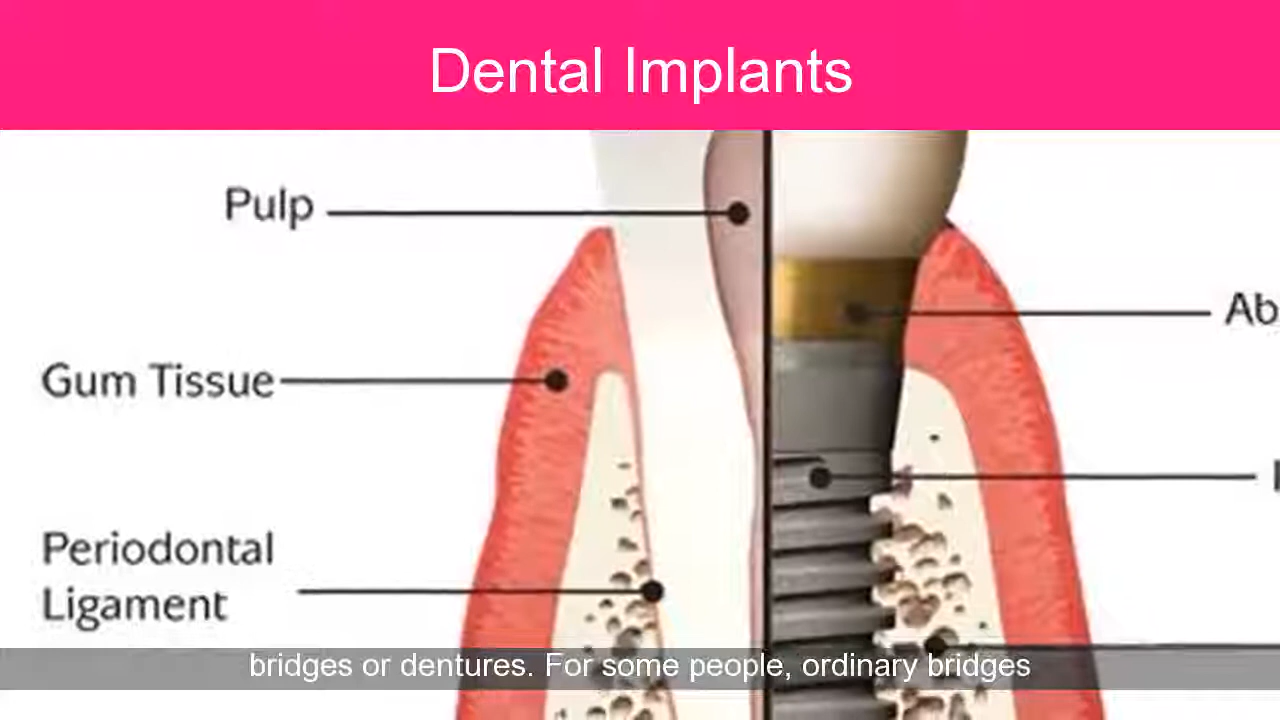 Dental Implants
Pulp
Ab
Gum Tissue
Periodontal
Ligament
bridges or dentures. For some people, ordinary bridges